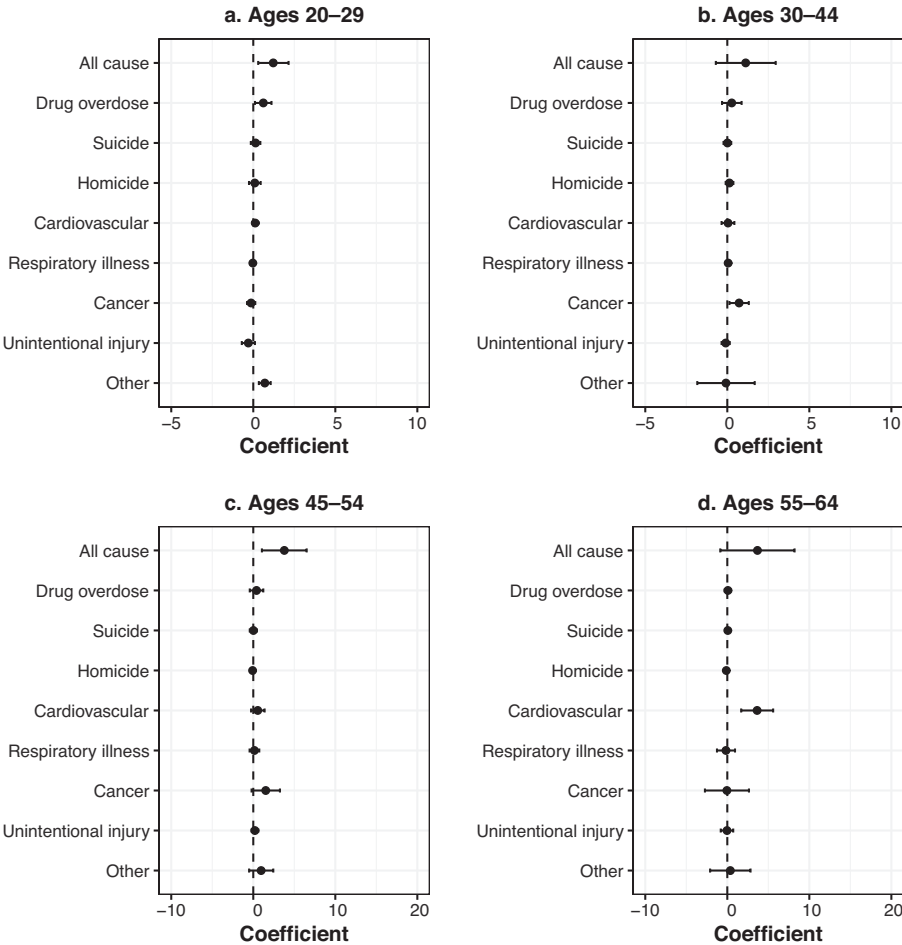 a. Ages 20–29
All cause
Drug overdose
Suicide
Homicide
Cardiovascular
Respiratory illness
Cancer
Unintentional injury
Other
−5 0 5 10
Coefficient
b. Ages 30–44
All cause
Drug overdose
Suicide
Homicide
Cardiovascular
Respiratory illness
Cancer
Unintentional injury
Other
−5 0 5 10
Coefficient
c. Ages 45–54
All cause
Drug overdose
Suicide
Homicide
Cardiovascular
Respiratory illness
Cancer
Unintentional injury
Other
−10 0 10 20
Coefficient
d. Ages 55–64
All cause
Drug overdose
Suicide
Homicide
Cardiovascular
Respiratory illness
Cancer
Unintentional injury
Other
−10 0 10 20
Coefficient